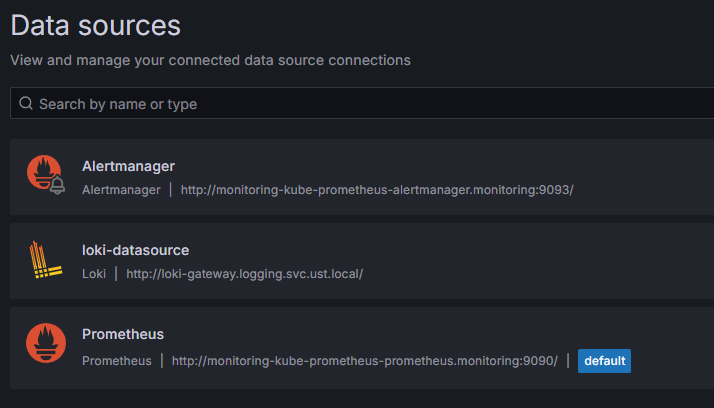 Data sources
View and manage your connected data source connections
Search by name or type
Alertmanager
Alertmanager | http://monitoring-kube-prometheus-alertmanager.monitoring:9093/
loki-datasource
Loki | http://loki-gateway.logging.svc.ust.local/
Prometheus
Prometheus | http://monitoring-kube-prometheus-prometheus.monitoring:9090/ | default